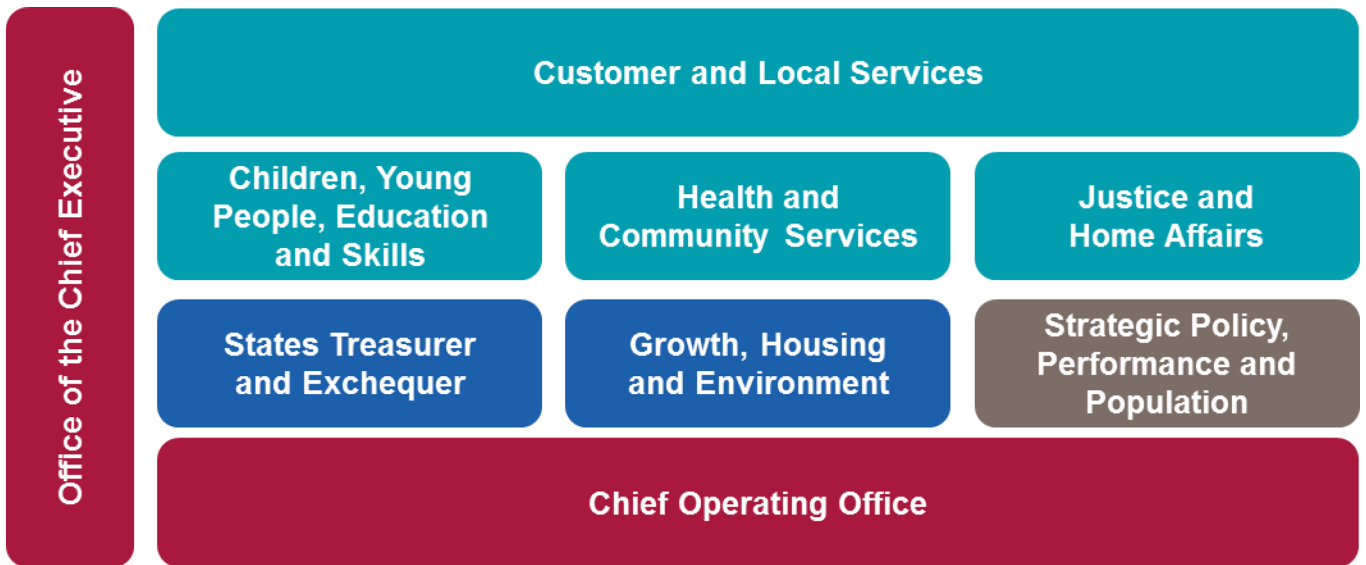 Office of the Chief Executive
Customer and Local Services
Children, Young
People, Education
and Skills
Health and
Community Services
Justice and
Home Affairs
States Treasurer
and Exchequer
Growth, Housing
and Environment
Strategic Policy,
Performance and
Population
Chief Operating Office